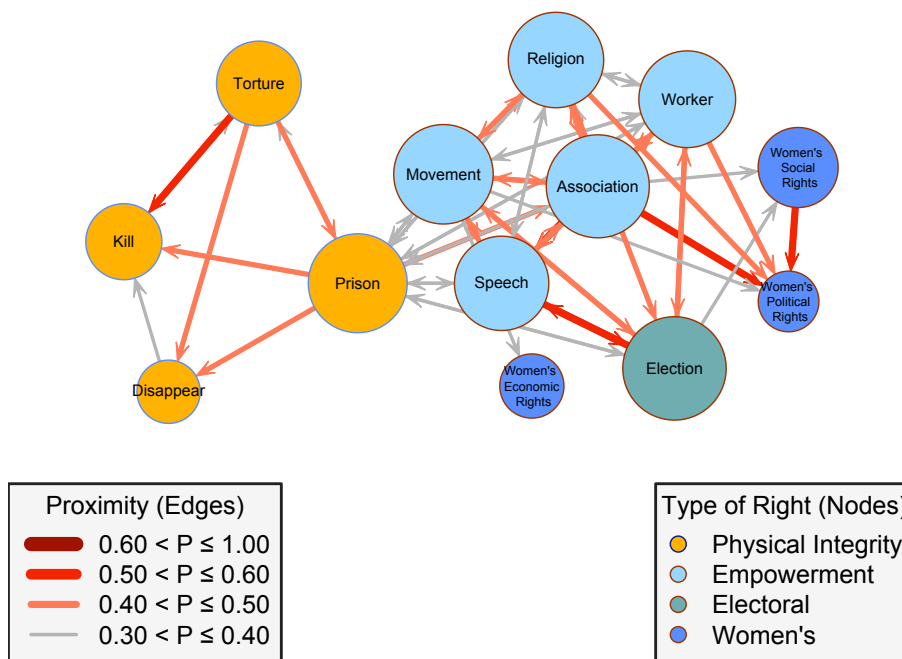 Religion
Torture
Worker
Women's
Social
Rights
Movement
Association
Kill
Prison
Speech
Women's
Political
Rights
Election
Women's
Economic
Rights
Disappear
Proximity (Edges)
0.60 < P ≤ 1.00
0.50 < P ≤ 0.60
0.40 < P ≤ 0.50
0.30 < P ≤ 0.40
Type of Right (Nodes)
Physical Integrity
Empowerment
Electoral
Women's